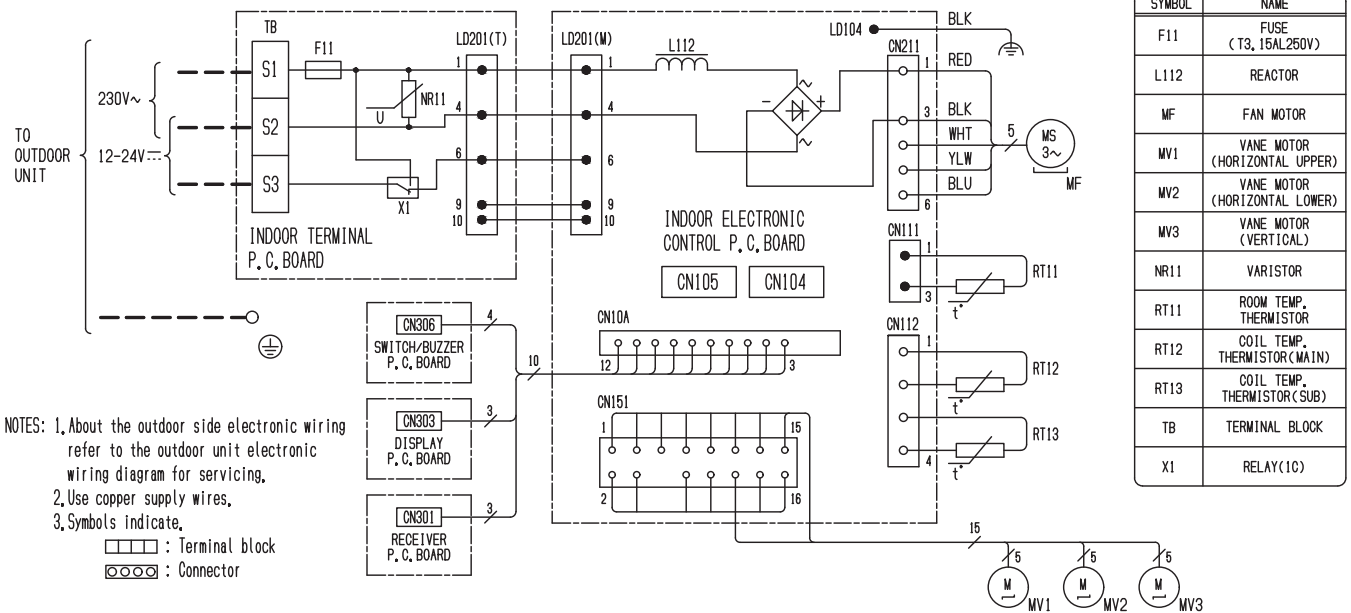 TB
F11
LD201(T)
LD201(M)
L112
LD104
BLK
CN211
S1
1
1
1
RED
230V~
NR11
U
4
4
3
BLK
S2
WHT
5
MS
3~
TO
OUTDOOR
UNIT
12-24V
6
6
YLW
MF
S3
BLU
X1
9
9
6
10
10
INDOOR TERMINAL
P.C.BOARD
INDOOR ELECTRONIC
CONTROL P.C.BOARD
CN111
1
RT11
CN105
CN104
3
t°
CN306
4
SWITCH/BUZZER
P.C.BOARD
10
CN10A
12
3
CN112
1
RT12
t°
CN303
3
DISPLAY
P.C.BOARD
CN151
1
15
RT13
4
t°
2
16
CN301
3
RECEIVER
P.C.BOARD
15
5
5
5
M
M
M
MV1
MV2
MV3
NOTES: 1.About the outdoor side electronic wiring
refer to the outdoor unit electronic
wiring diagram for servicing.
2.Use copper supply wires.
3.Symbols indicate.
: Terminal block
: Connector
SYMBOL NAME
F11 FUSE
(T3.15AL250V)
L112 REACTOR
MF FAN MOTOR
MV1 VANE MOTOR
(HORIZONTAL UPPER)
MV2 VANE MOTOR
(HORIZONTAL LOWER)
MV3 VANE MOTOR
(VERTICAL)
NR11 VARISTOR
RT11 ROOM TEMP.
THERMISTOR
RT12 COIL TEMP.
THERMISTOR(MAIN)
RT13 COIL TEMP.
THERMISTOR(SUB)
TB TERMINAL BLOCK
X1 RELAY(1C)